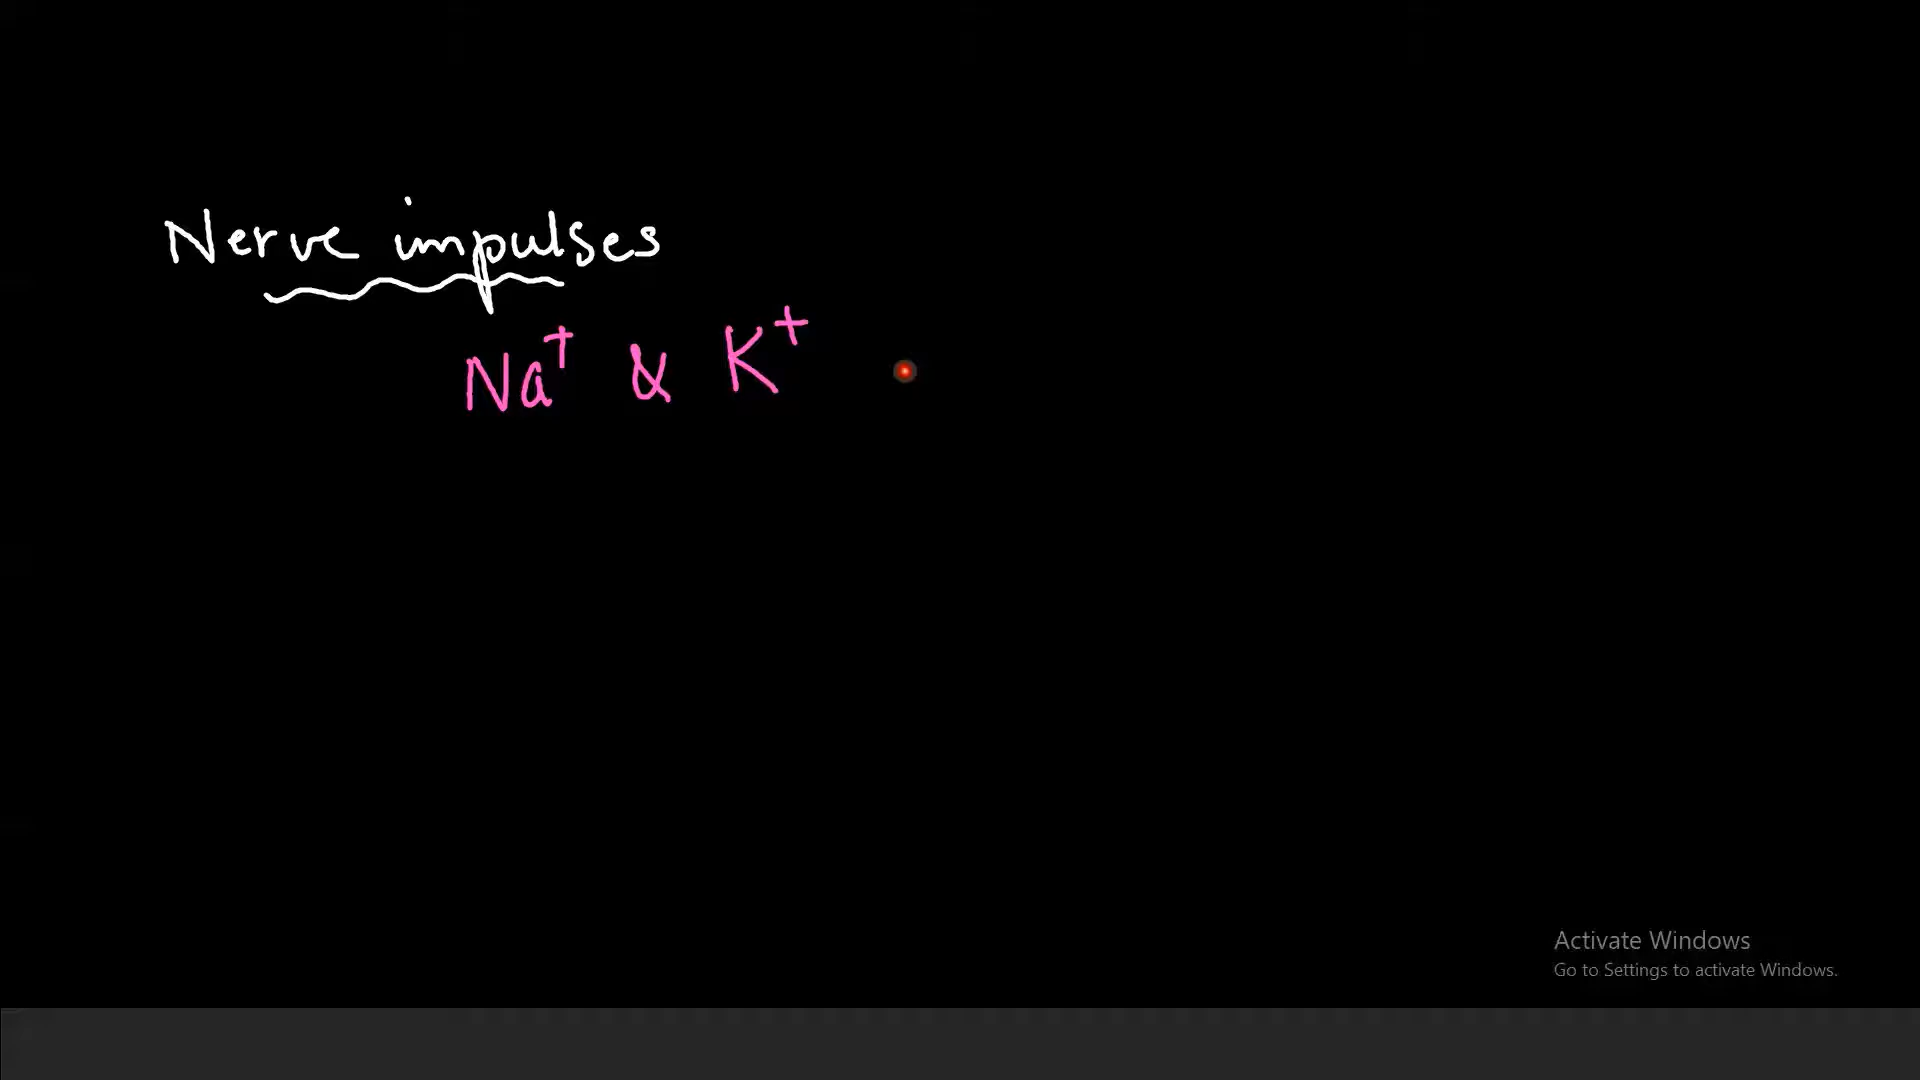 Nerve impulses
Na⁺ & K⁺
Activate Windows
Go to Settings to activate Windows.